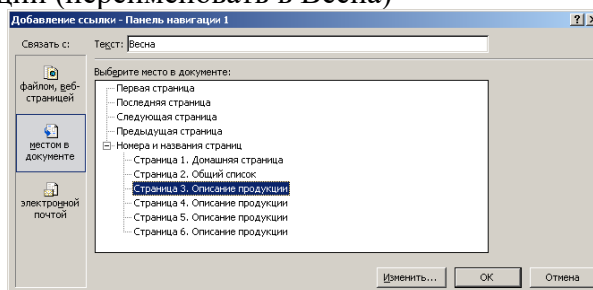 ции (переименовать в Весна)
Добавление ссылки - Панель навигации 1
Связать с:
Текст: Весна
файлом, веб-
страницей
местом в
документе
электронной
почтой
Выберите место в документе:
Первая страница
Последняя страница
Следующая страница
Предыдущая страница
Номера и названия страниц
Страница 1. Домашняя страница
Страница 2. Общий список
Страница 3. Описание продукции
Страница 4. Описание продукции
Страница 5. Описание продукции
Страница 6. Описание продукции
Изменить...
OK
Отмена